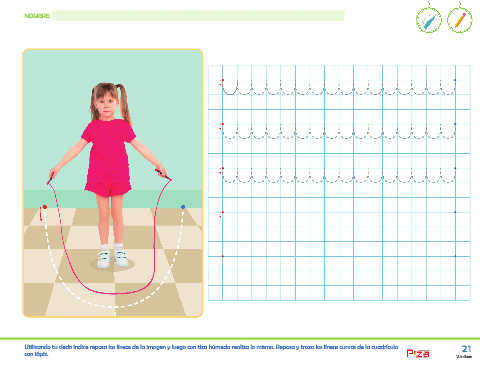 NOMBRE:
Utilizando tu dedo índice repasa las líneas de la imagen y luego con tiza húmeda realiza lo mismo. Repasa y traza las líneas curvas de la cuadrícula
con lápiz.
21